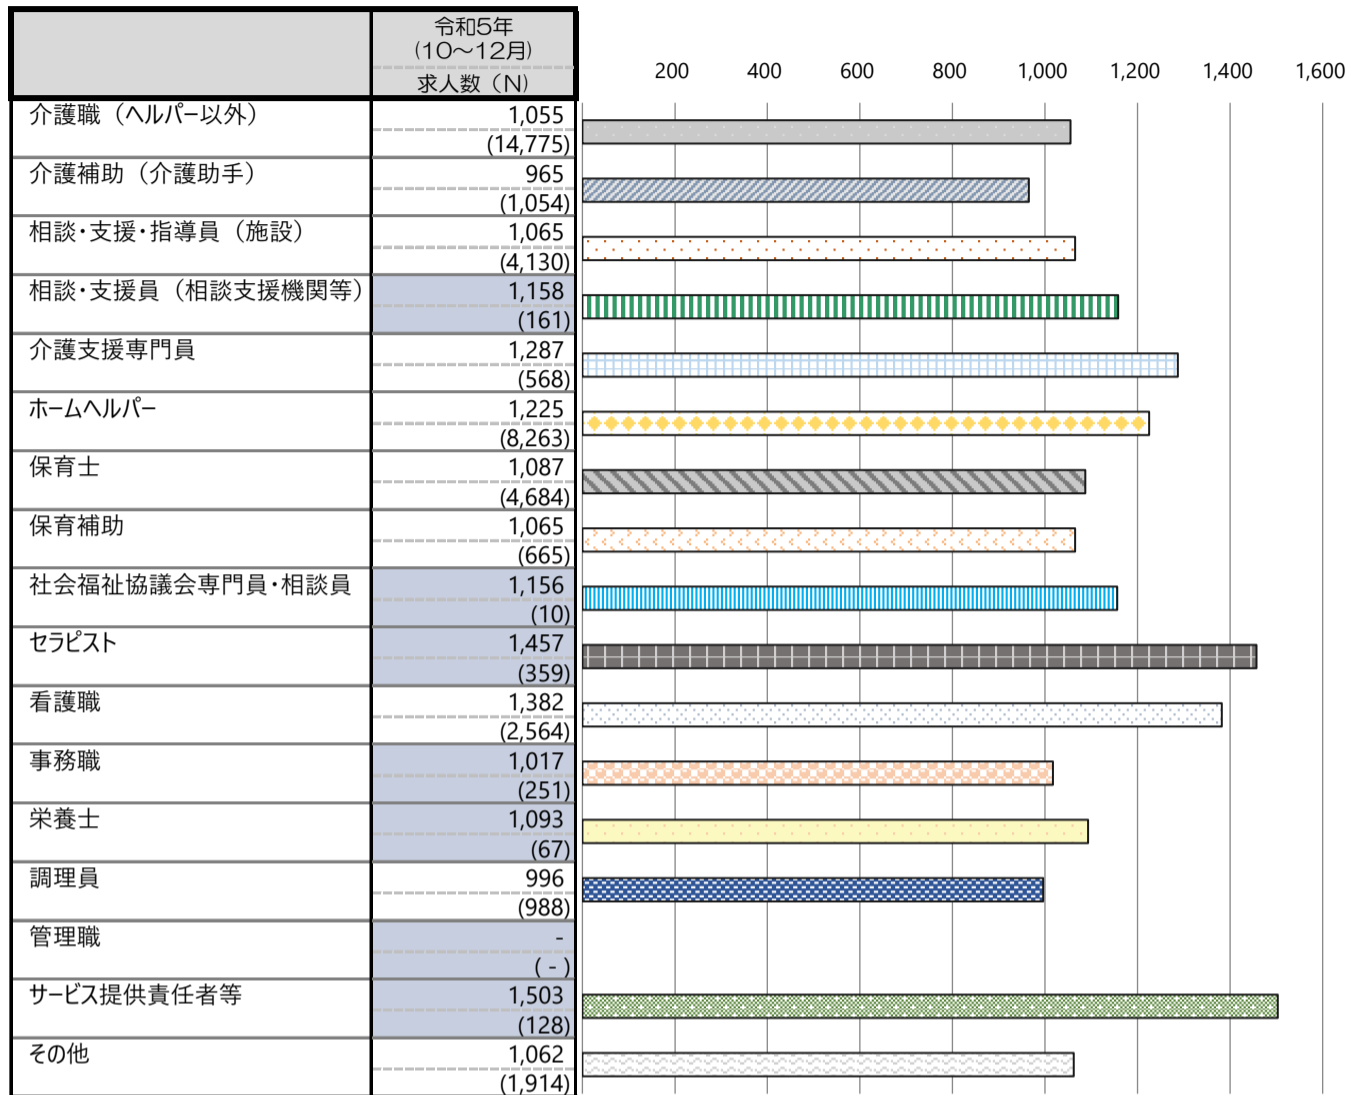 令和5年
(10～12月)
求人数（N）
200 400 600 800 1,000 1,200 1,400 1,600
介護職（ヘルパー以外） 1,055
(14,775)
介護補助（介護助手） 965
(1,054)
相談・支援・指導員（施設） 1,065
(4,130)
相談・支援員（相談支援機関等） 1,158
(161)
介護支援専門員 1,287
(568)
ホームヘルパー 1,225
(8,263)
保育士 1,087
(4,684)
保育補助 1,065
(665)
社会福祉協議会専門員・相談員 1,156
(10)
セラピスト 1,457
(359)
看護職 1,382
(2,564)
事務職 1,017
(251)
栄養士 1,093
(67)
調理員 996
(988)
管理職 -
( - )
サービス提供責任者等 1,503
(128)
その他 1,062
(1,914)